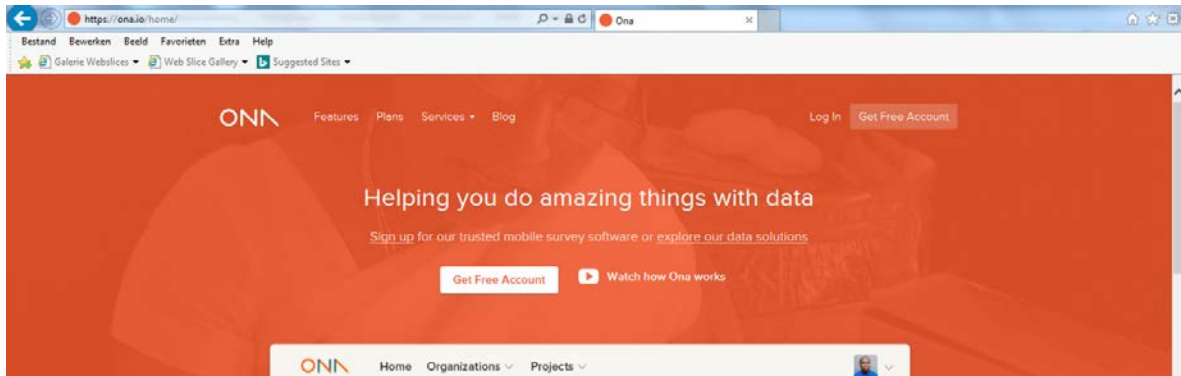 https://ona.io/home/ Ona
Bestand Bewerken Beeld Favorieten Extra Help
Galerie Webslices Web Slice Gallery Suggested Sites
ONA Features Plans Services Blog Log In Get Free Account
Helping you do amazing things with data
Sign up for our trusted mobile survey software or explore our data solutions
Get Free Account Watch how Ona works
ONA Home Organizations Projects